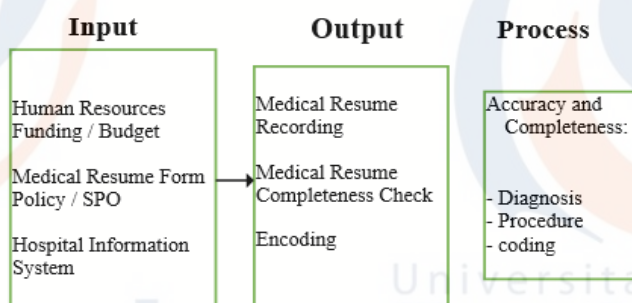 Input
Output
Process
Human Resources
Funding / Budget
Medical Resume Form
Policy / SPO
Hospital Information
System
Medical Resume
Recording
Medical Resume
Completeness Check
Encoding
Accuracy and
Completeness:
- Diagnosis
- Procedure
- coding
Universita